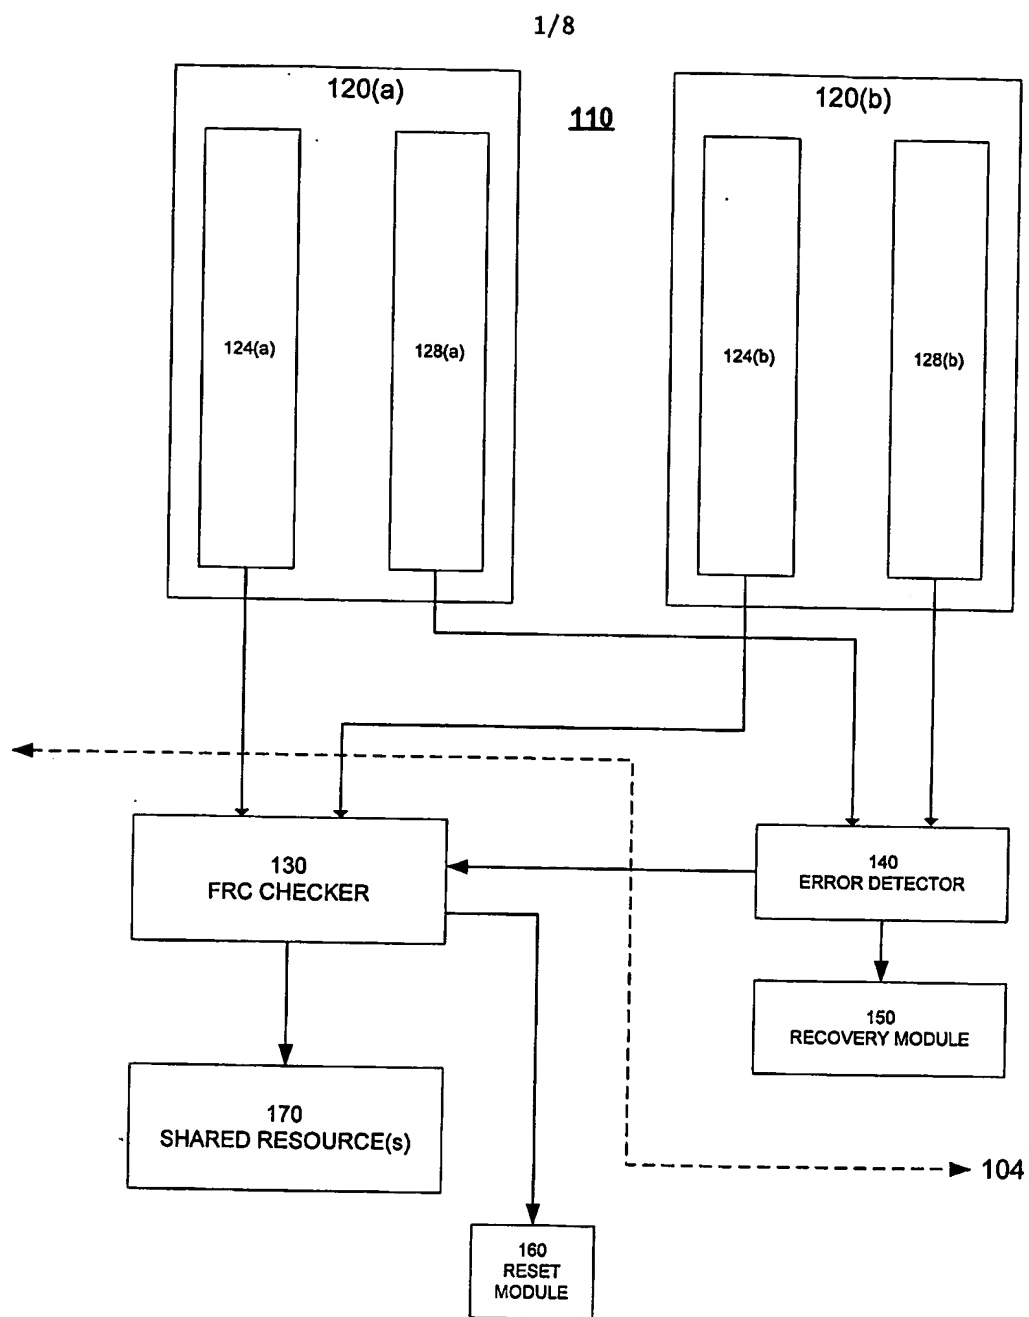 1/8
120(a)
110
120(b)
124(a)
128(a)
124(b)
128(b)
130
FRC CHECKER
140
ERROR DETECTOR
150
RECOVERY MODULE
170
SHARED RESOURCE(s)
104
160
RESET
MODULE